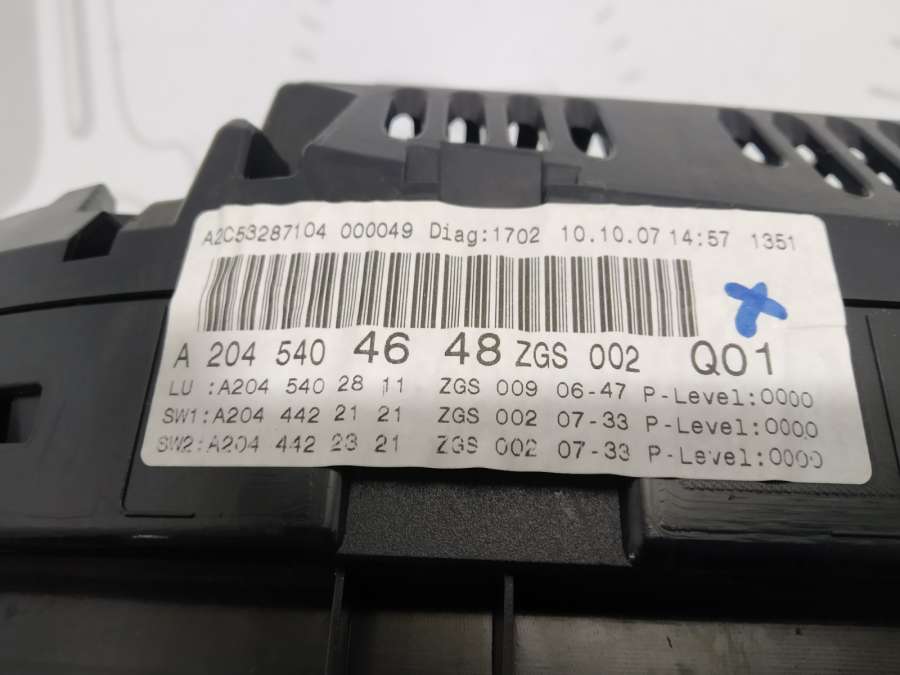 A2C53287104 000049 Diag:1702 10.10.07 14:57 1351
A 204 540 46 48 ZGS 002 Q01
LU :A204 540 28 11 ZGS 009 06-47 P-Level:0000
SW1:A204 442 21 21 ZGS 002 07-33 P-Level:0000
SW2:A204 442 23 21 ZGS 002 07-33 P-Level:0000